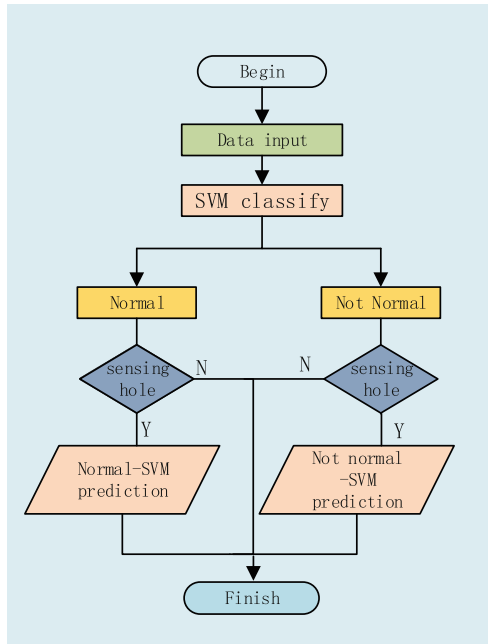 Begin
Data input
SVM classify
Normal
Not Normal
sensing
hole
N
N
sensing
hole
Y
Y
Normal-SVM
prediction
Not normal
-SVM
prediction
Finish